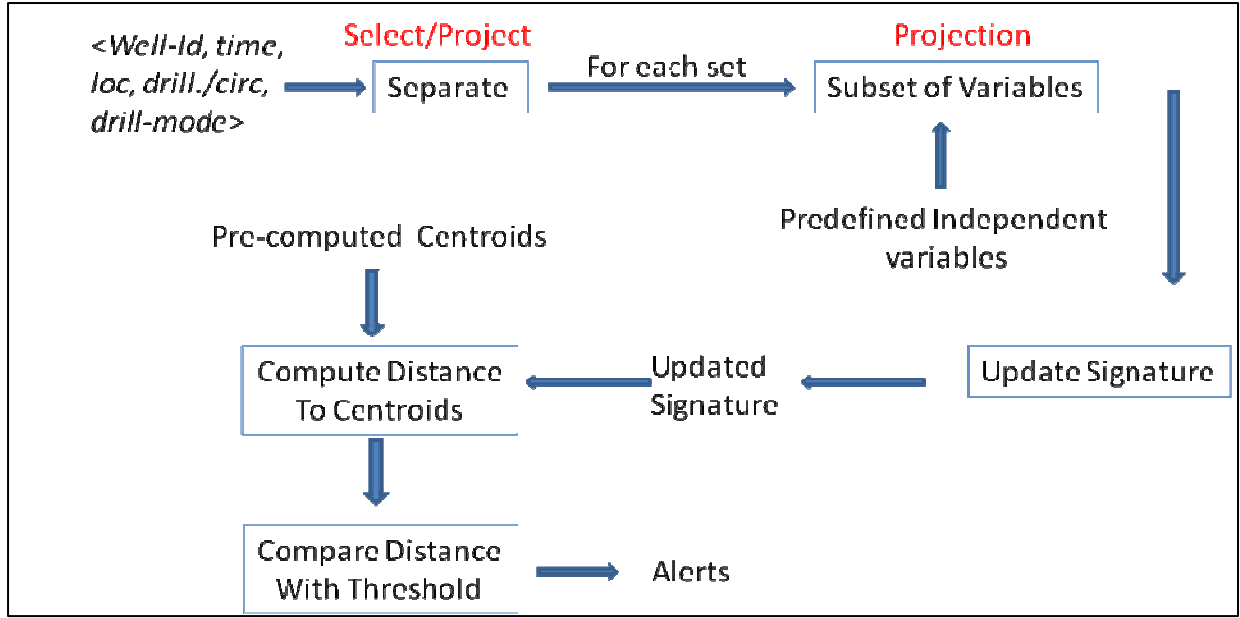 <Well-Id, time,
loc, drill./circ,
drill-mode>
Select/Project
Separate
For each set
Projection
Subset of Variables
Predefined Independent
variables
Pre-computed Centroids
Compute Distance
To Centroids
Updated
Signature
Update Signature
Compare Distance
With Threshold
Alerts